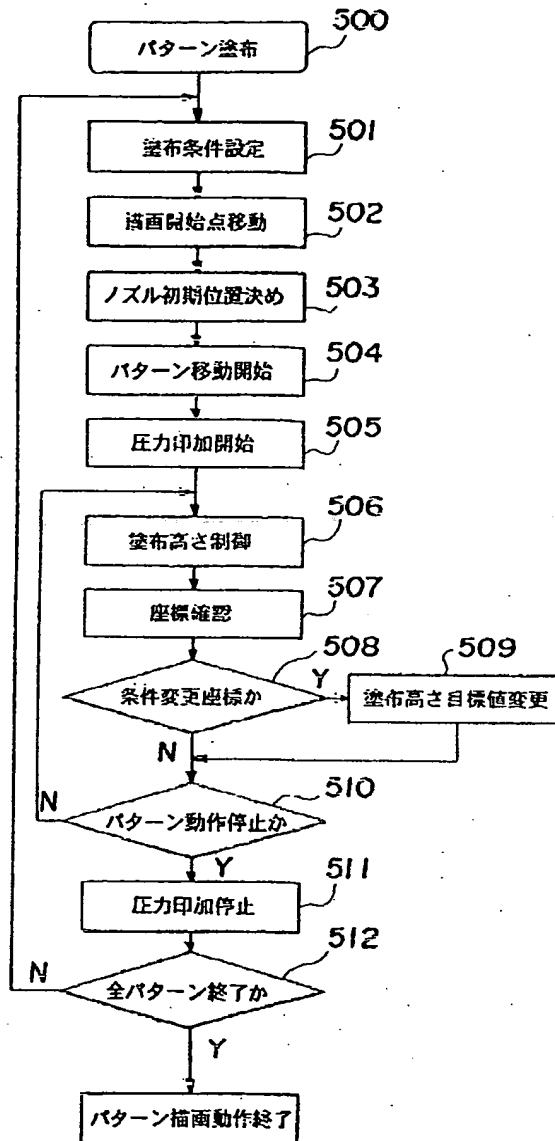 パターン塗布
500
塗布条件設定
501
描画開始点移動
502
ノズル初期位置決め
503
パターン移動開始
504
圧力印加開始
505
塗布高さ制御
506
座標確認
507
条件変更座標か
508
Y
塗布高さ目標値変更
509
N
パターン動作停止か
510
N
Y
圧力印加停止
511
全パターン終了か
512
N
Y
パターン描画動作終了